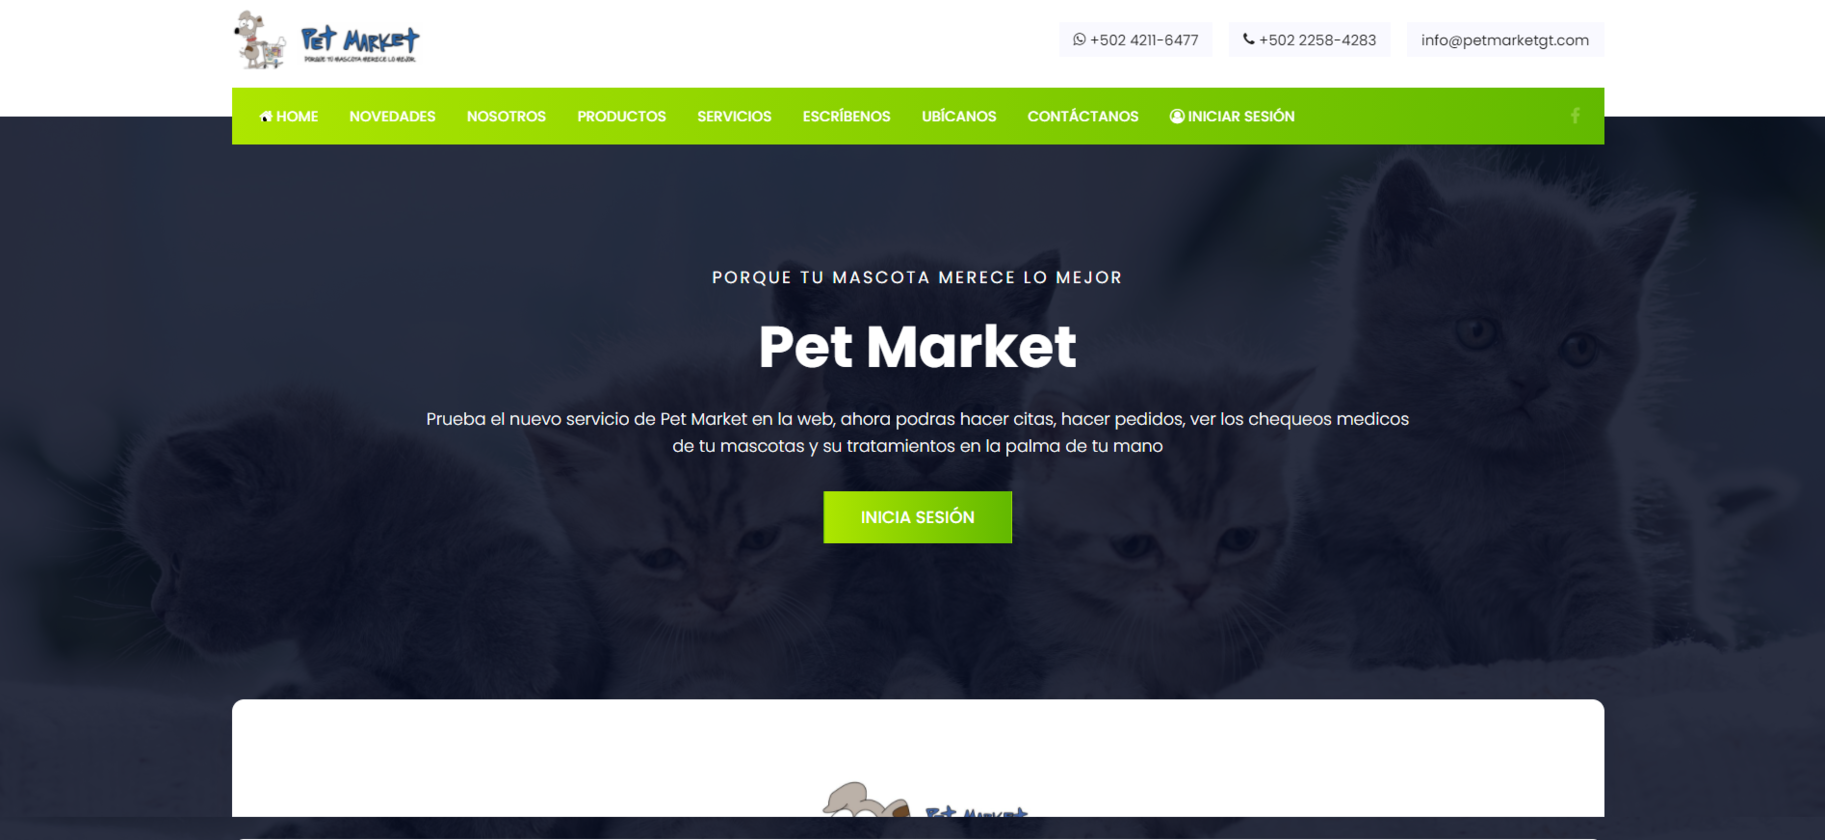 PET MARKET
PORQUE TU MASCOTA MERECE LO MEJOR
+502 4211-6477
+502 2258-4283
info@petmarketgt.com
HOME NOVEDADES NOSOTROS PRODUCTOS SERVICIOS ESCRÍBENOS UBÍCANOS CONTÁCTANOS INICIAR SESIÓN
PORQUE TU MASCOTA MERECE LO MEJOR
Pet Market
Prueba el nuevo servicio de Pet Market en la web, ahora podras hacer citas, hacer pedidos, ver los chequeos medicos
de tu mascotas y su tratamientos en la palma de tu mano
INICIA SESIÓN
PET MARKET